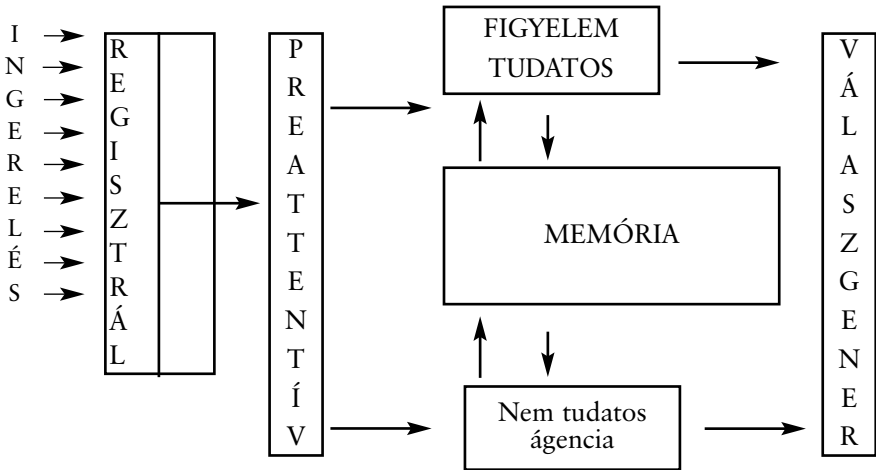 INGERELÉS
REGISZTRÁL
PREATTENTÍV
FIGYELEM
TUDATOS
MEMÓRIA
Nem tudatos
ágencia
VÁLASZGENER